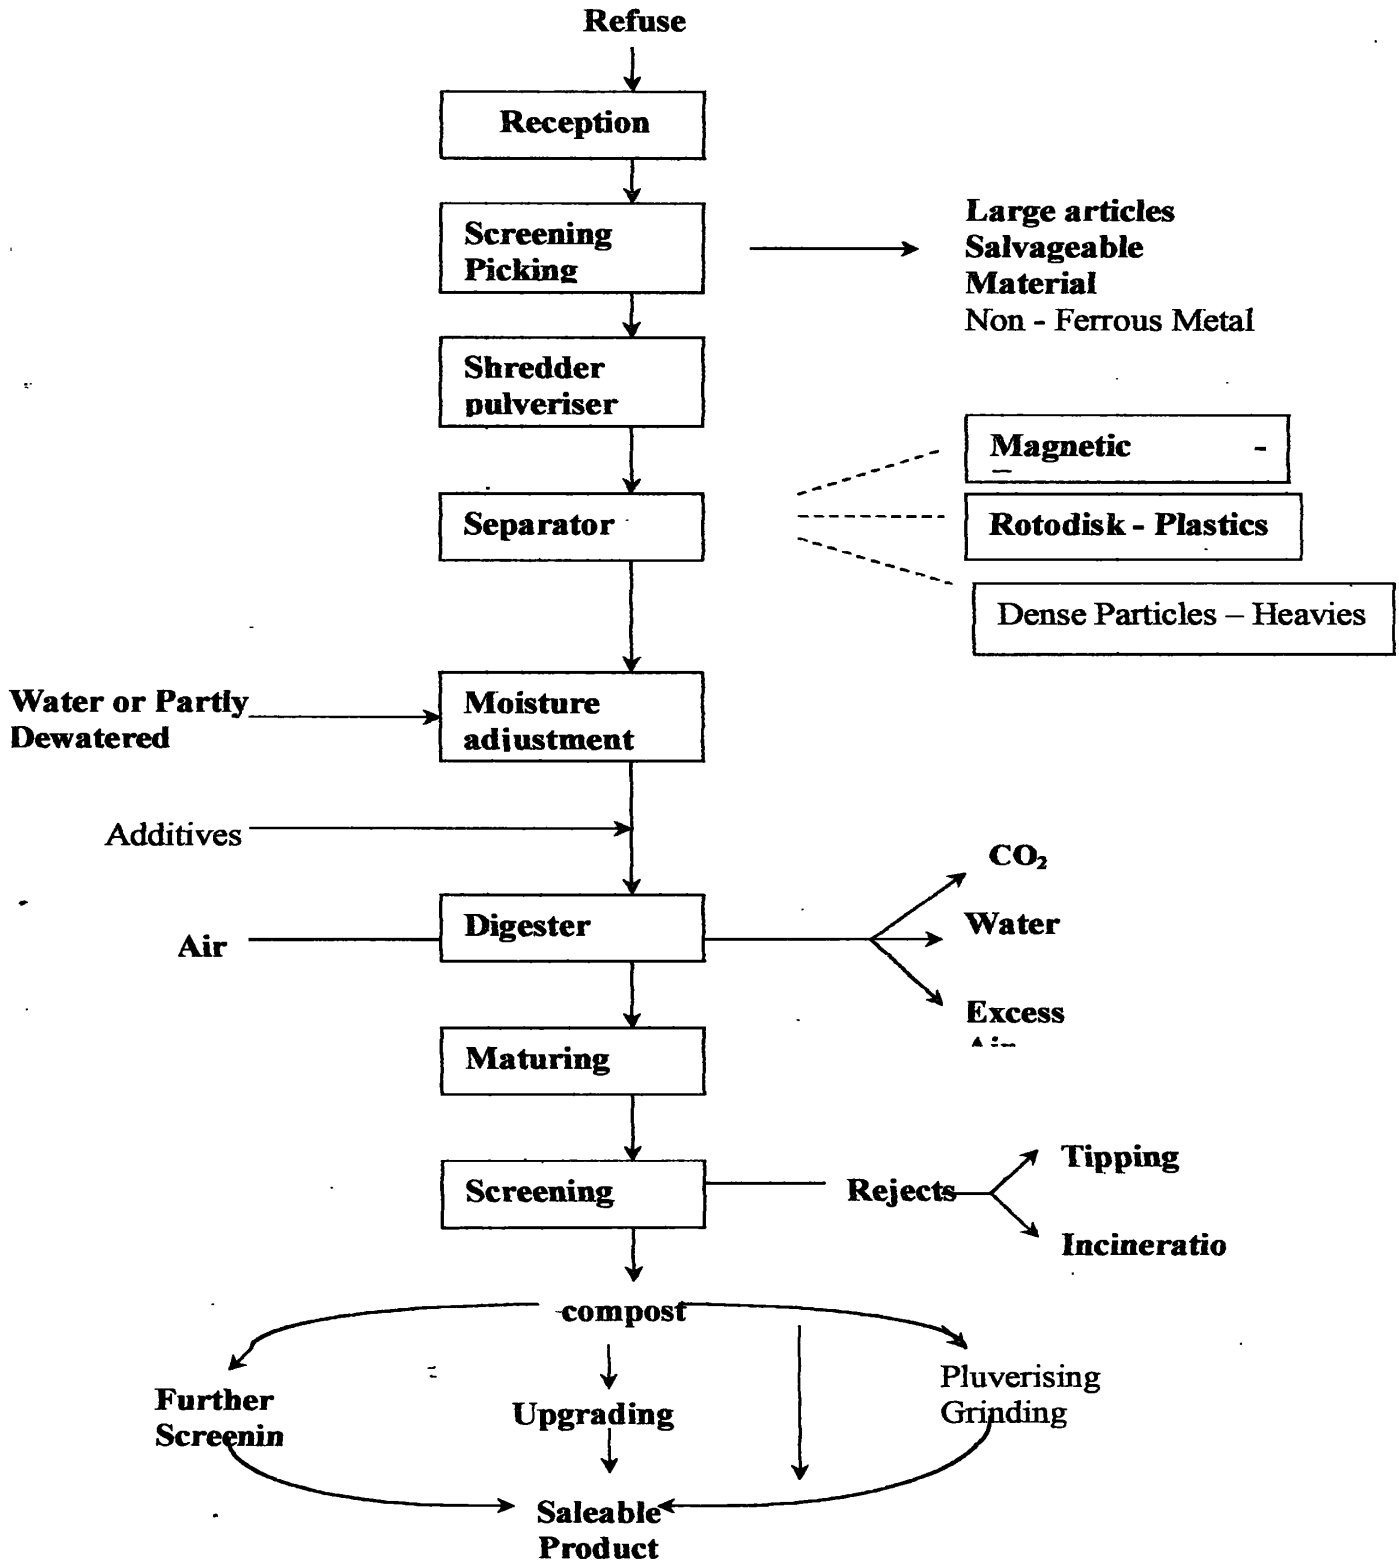 Refuse
Reception
Screening
Picking
Large articles
Salvageable
Material
Non - Ferrous Metal
Shredder
pulveriser
Magnetic -
Separator
Rotodisk - Plastics
Dense Particles – Heavies
Water or Partly
Dewatered
Moisture
adjustment
Additives
CO₂
Air
Digester
Water
Excess
Maturing
Screening
Rejects
Tipping
Incineratio
compost
Further
Screenin
Upgrading
Pluverising
Grinding
Saleable
Product